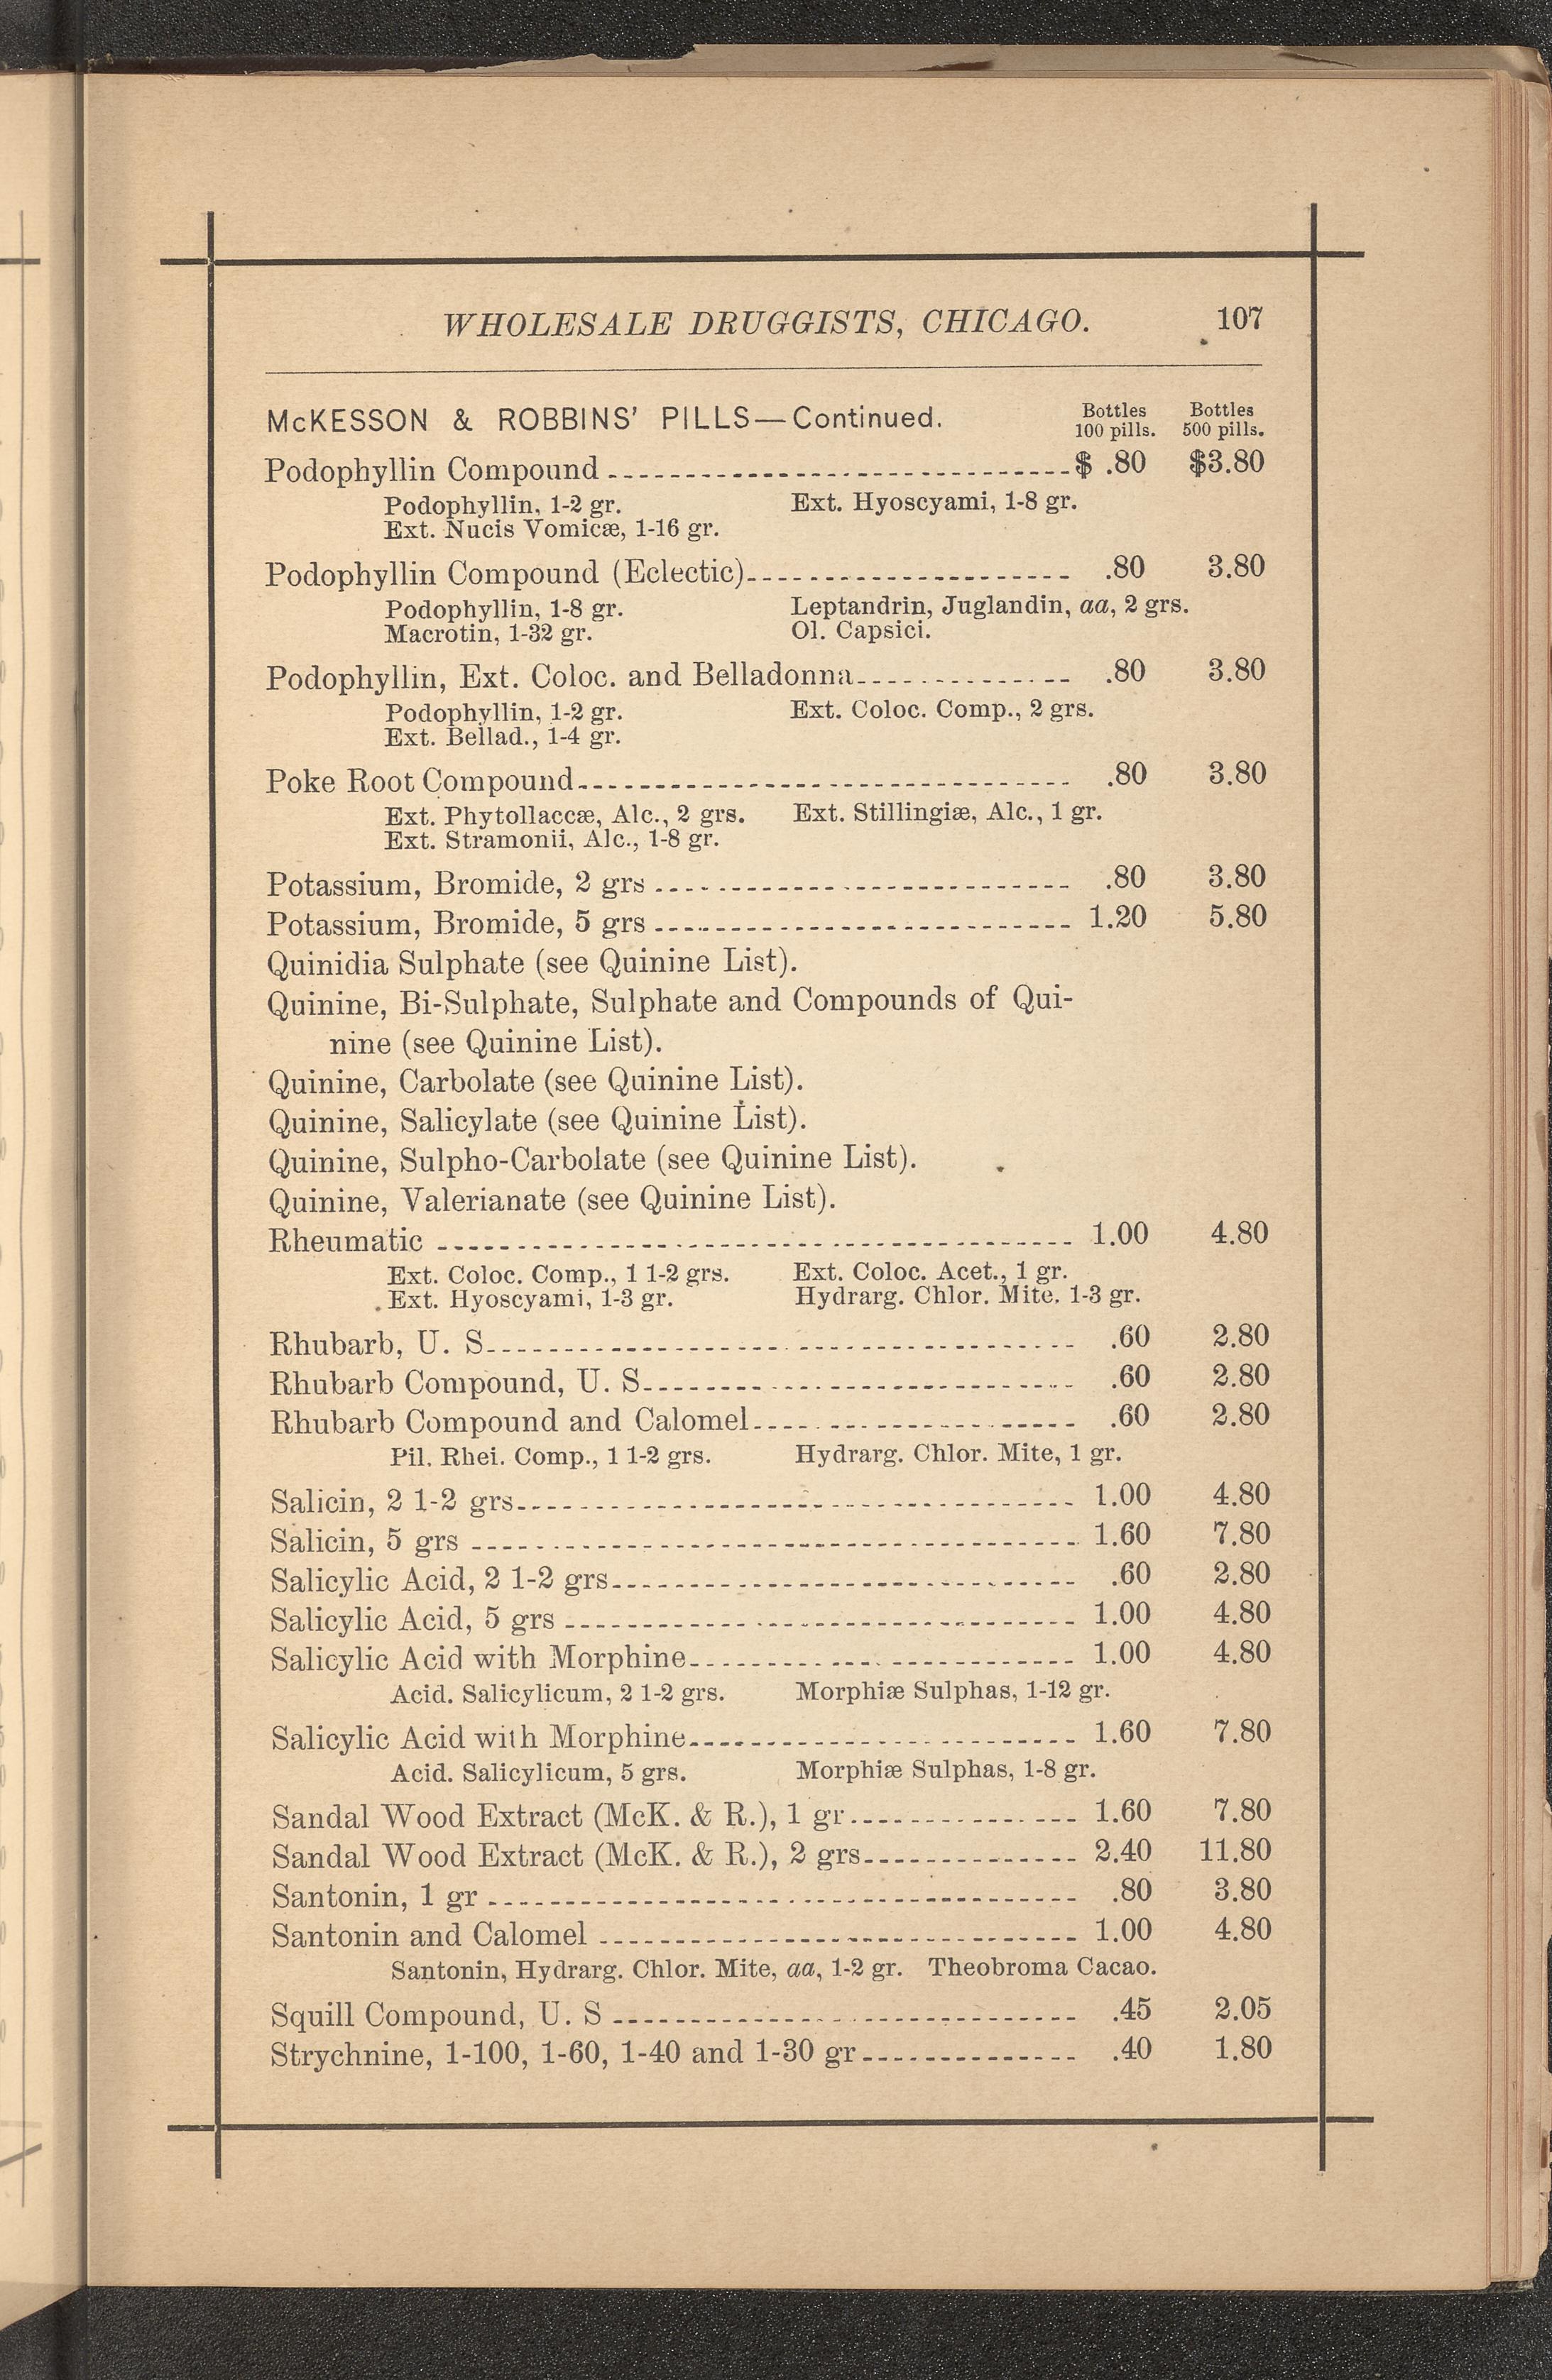 WHOLESALE DRUGGISTS, CHICAGO. 107
McKESSON & ROBBINS' PILLS—Continued. Bottles 100 pills. Bottles 500 pills.
Podophyllin Compound $ .80 $3.80
Podophyllin, 1-2 gr. Ext. Hyoscyami, 1-8 gr.
Ext. Nucis Vomicæ, 1-16 gr.
Podophyllin Compound (Eclectic) .80 3.80
Podophyllin, 1-8 gr. Leptandrin, Juglandin, aa, 2 grs.
Macrotin, 1-32 gr. Ol. Capsici.
Podophyllin, Ext. Coloc. and Belladonna .80 3.80
Podophyllin, 1-2 gr. Ext. Coloc. Comp., 2 grs.
Ext. Bellad., 1-4 gr.
Poke Root Compound .80 3.80
Ext. Phytollaccæ, Alc., 2 grs. Ext. Stillingiæ, Alc., 1 gr.
Ext. Stramonii, Alc., 1-8 gr.
Potassium, Bromide, 2 grs .80 3.80
Potassium, Bromide, 5 grs 1.20 5.80
Quinidia Sulphate (see Quinine List).
Quinine, Bi-Sulphate, Sulphate and Compounds of Qui-
nine (see Quinine List).
Quinine, Carbolate (see Quinine List).
Quinine, Salicylate (see Quinine List).
Quinine, Sulpho-Carbolate (see Quinine List).
Quinine, Valerianate (see Quinine List).
Rheumatic 1.00 4.80
Ext. Coloc. Comp., 1 1-2 grs. Ext. Coloc. Acet., 1 gr.
Ext. Hyoscyami, 1-3 gr. Hydrarg. Chlor. Mite. 1-3 gr.
Rhubarb, U. S. .60 2.80
Rhubarb Compound, U. S. .60 2.80
Rhubarb Compound and Calomel .60 2.80
Pil. Rhei. Comp., 1 1-2 grs. Hydrarg. Chlor. Mite, 1 gr.
Salicin, 2 1-2 grs. 1.00 4.80
Salicin, 5 grs 1.60 7.80
Salicylic Acid, 2 1-2 grs. .60 2.80
Salicylic Acid, 5 grs 1.00 4.80
Salicylic Acid with Morphine 1.00 4.80
Acid. Salicylicum, 2 1-2 grs. Morphiæ Sulphas, 1-12 gr.
Salicylic Acid with Morphine 1.60 7.80
Acid. Salicylicum, 5 grs. Morphiæ Sulphas, 1-8 gr.
Sandal Wood Extract (McK. & R.), 1 gr. 1.60 7.80
Sandal Wood Extract (McK. & R.), 2 grs. 2.40 11.80
Santonin, 1 gr .80 3.80
Santonin and Calomel 1.00 4.80
Santonin, Hydrarg. Chlor. Mite, aa, 1-2 gr. Theobroma Cacao.
Squill Compound, U. S .45 2.05
Strychnine, 1-100, 1-60, 1-40 and 1-30 gr. .40 1.80